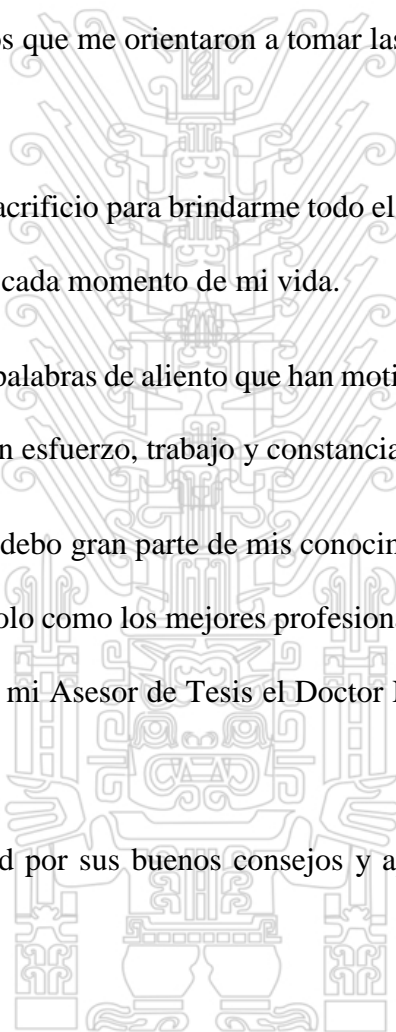 os que me orientaron a tomar las
acrificio para brindarme todo el
cada momento de mi vida.
palabras de aliento que han moti
n esfuerzo, trabajo y constancia
debo gran parte de mis conocin
olo como los mejores profesiona
mi Asesor de Tesis el Doctor
d por sus buenos consejos y a